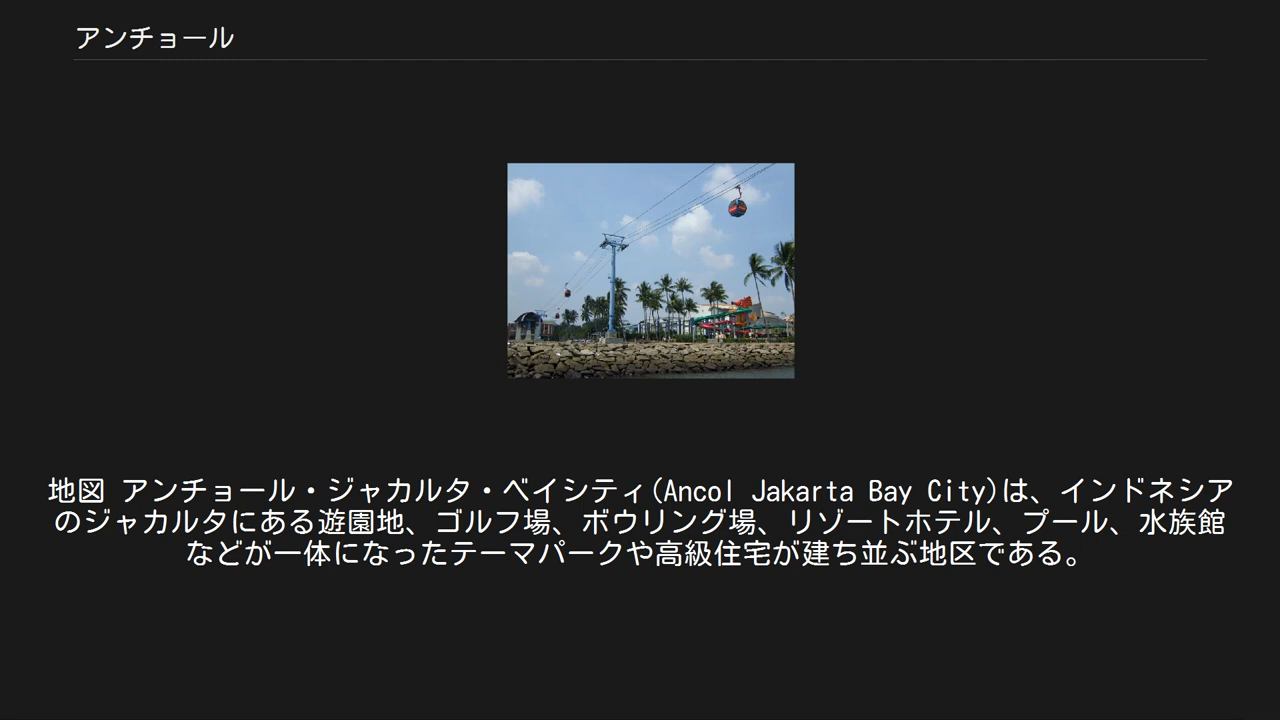 アンチョール
地図 アンチョール・ジャカルタ・ベイシティ(Ancol Jakarta Bay City)は、インドネシア
のジャカルタにある遊園地、ゴルフ場、ボウリング場、リゾートホテル、プール、水族館
などが一体になったテーマパークや高級住宅が建ち並ぶ地区である。